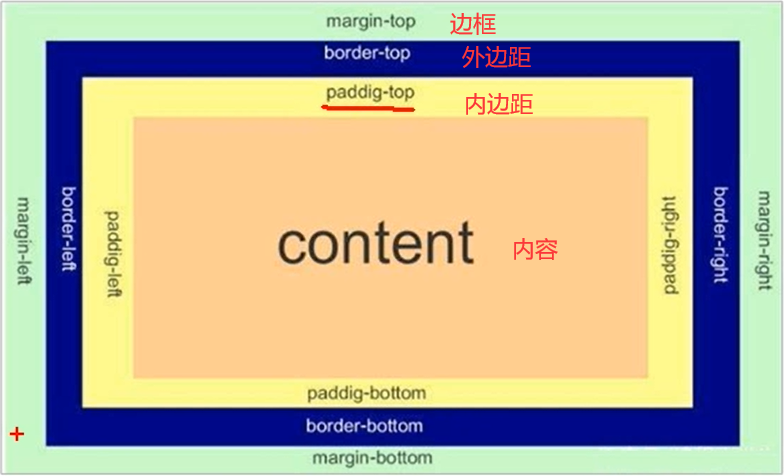 margin-top 边框
border-top 外边距
paddig-top 内边距
margin-left
border-left
paddig-left
content 内容
paddig-right
border-right
margin-right
paddig-bottom
border-bottom
margin-bottom